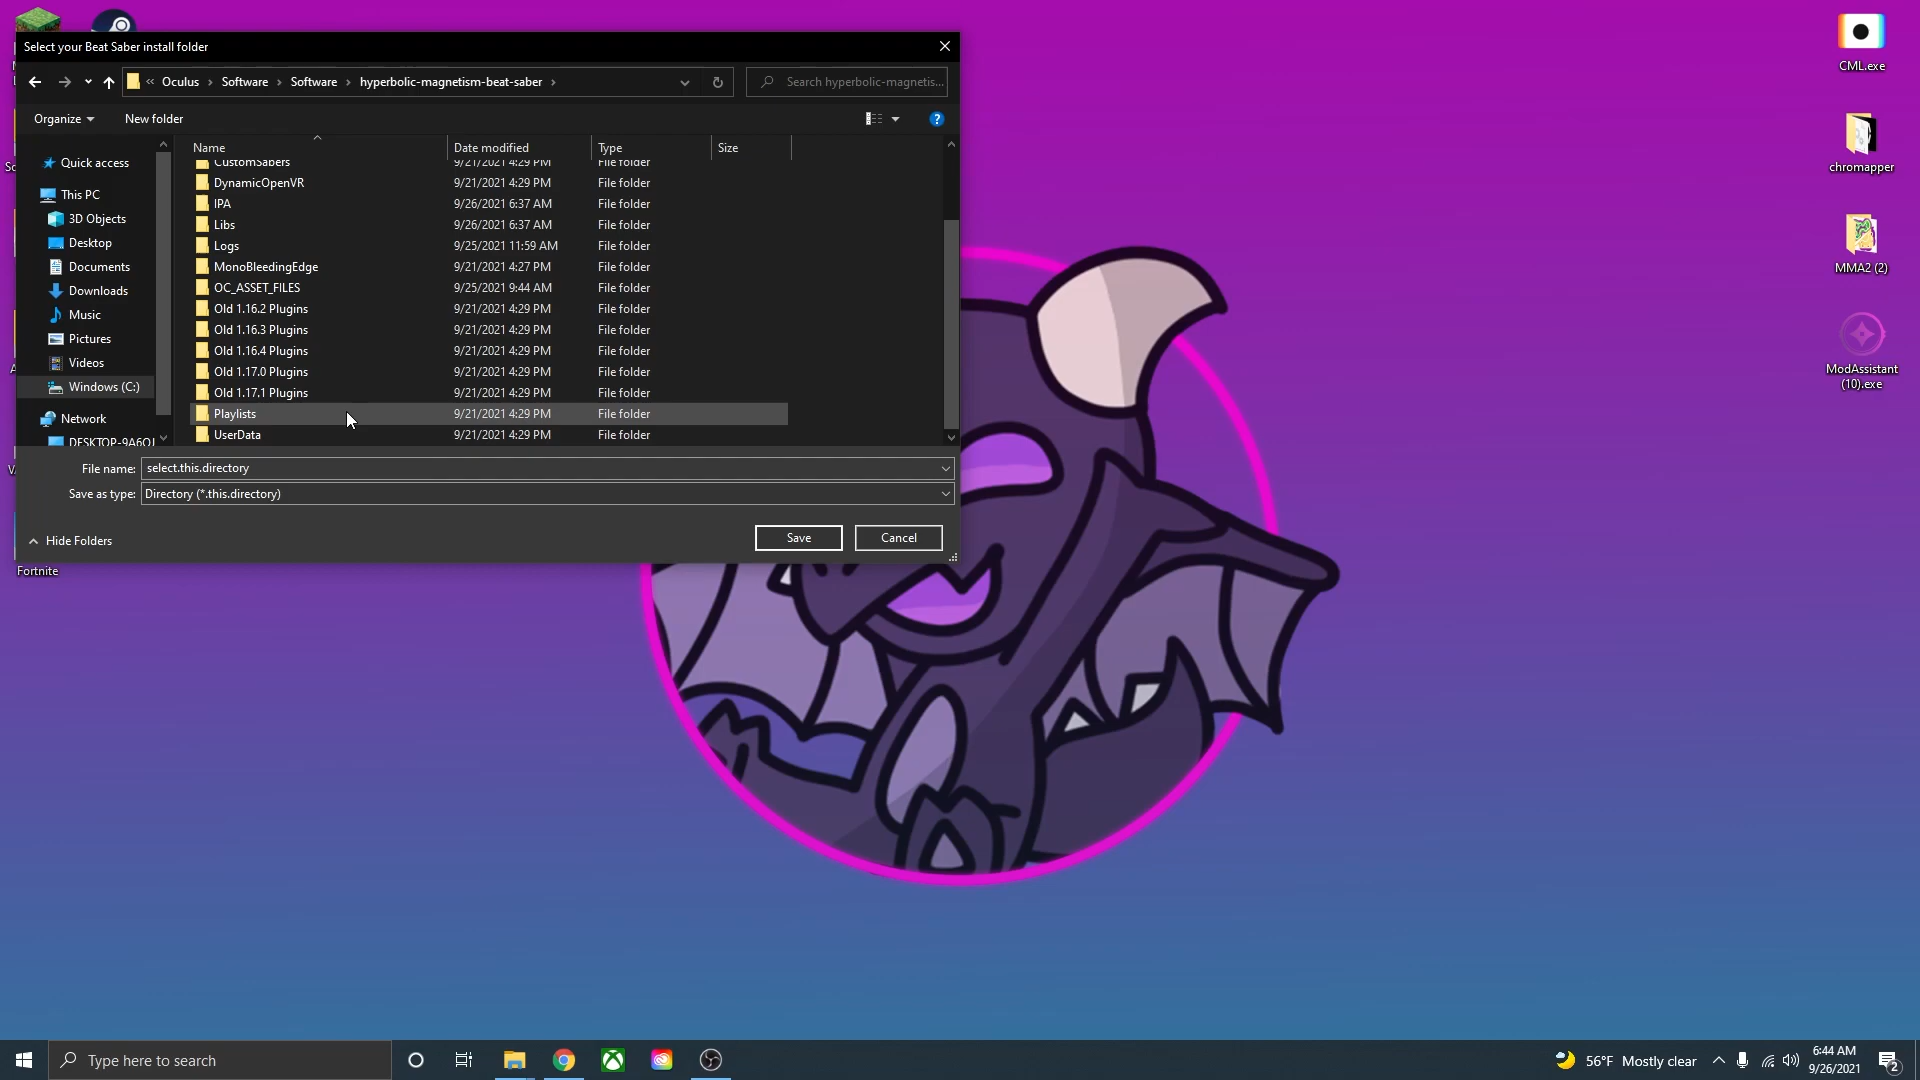 Select your Beat Saber install folder
« Oculus › Software › Software › hyperbolic-magnetism-beat-saber ›
Search hyperbolic-magnetis...
Organize
New folder
Name
Date modified
Type
Size
Quick access
This PC
3D Objects
Desktop
Documents
Downloads
Music
Pictures
Videos
Windows (C:)
Network
CustomSabers 9/21/2021 4:29 PM File folder
DynamicOpenVR 9/21/2021 4:29 PM File folder
IPA 9/26/2021 6:37 AM File folder
Libs 9/26/2021 6:37 AM File folder
Logs 9/25/2021 11:59 AM File folder
MonoBleedingEdge 9/21/2021 4:27 PM File folder
OC_ASSET_FILES 9/25/2021 9:44 AM File folder
Old 1.16.2 Plugins 9/21/2021 4:29 PM File folder
Old 1.16.3 Plugins 9/21/2021 4:29 PM File folder
Old 1.16.4 Plugins 9/21/2021 4:29 PM File folder
Old 1.17.0 Plugins 9/21/2021 4:29 PM File folder
Old 1.17.1 Plugins 9/21/2021 4:29 PM File folder
Playlists 9/21/2021 4:29 PM File folder
UserData 9/21/2021 4:29 PM File folder
File name: select.this.directory
Save as type: Directory (*.this.directory)
Hide Folders
Save
Cancel
Fortnite
CML.exe
chromapper
MMA2 (2)
ModAssistant
(10).exe
Type here to search
56°F Mostly clear
6:44 AM
9/26/2021
2